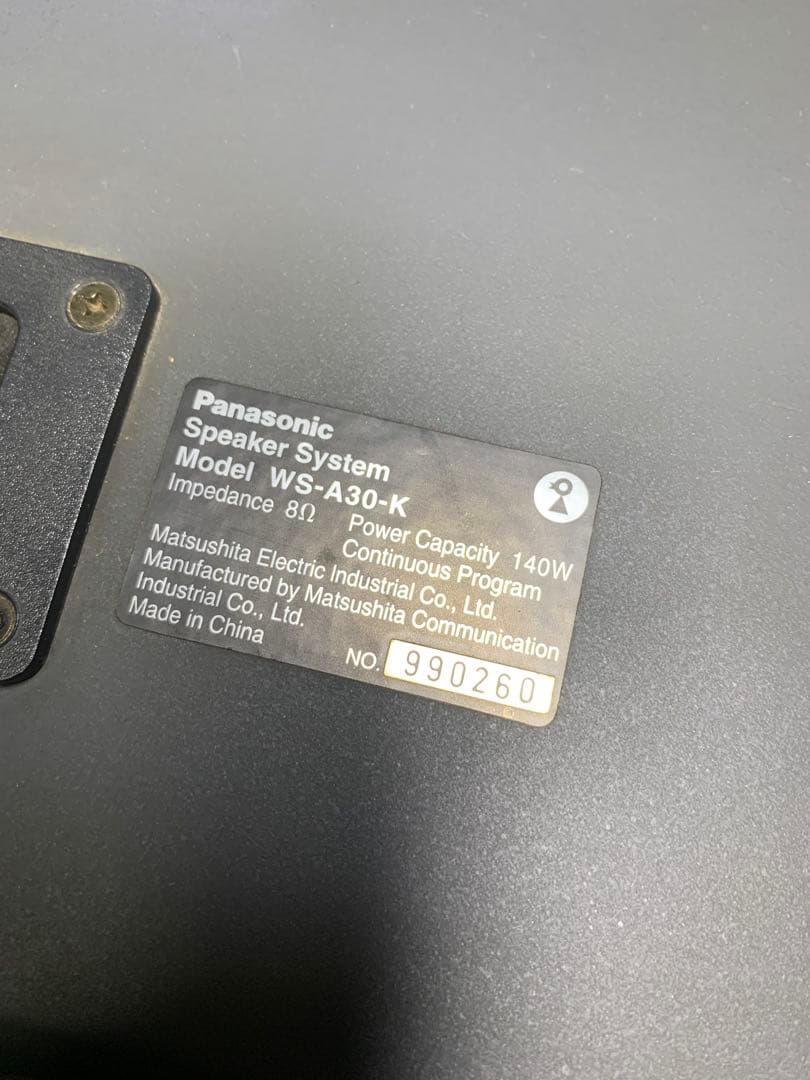 Panasonic
Speaker System
Model WS-A30-K
Impedance 8Ω Power Capacity 140W
Continuous Program
Matsushita Electric Industrial Co., Ltd.
Manufactured by Matsushita Communication
Industrial Co., Ltd.
Made in China
NO. 990260